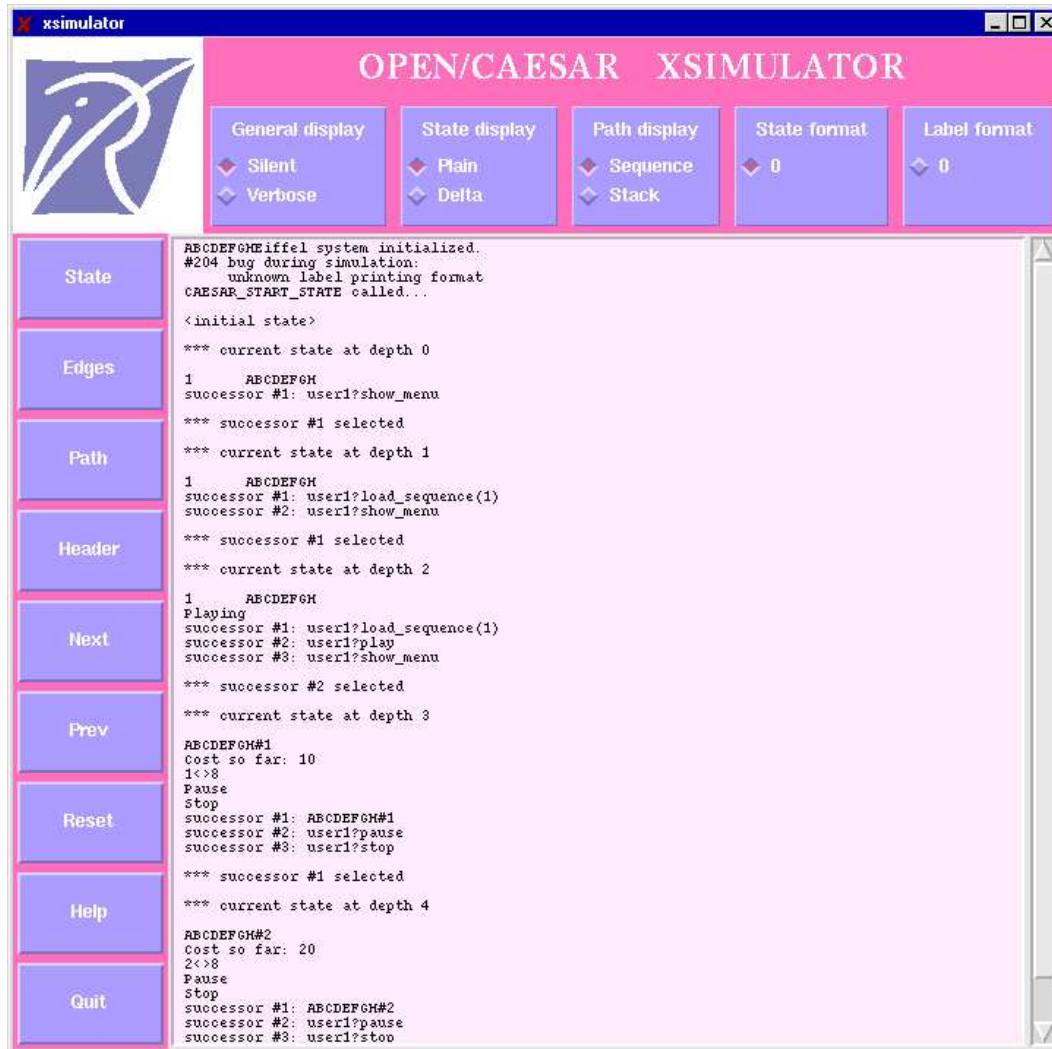 xsimulator
OPEN/CAESAR XSIMULATOR
General display
Silent
Verbose
State display
Plain
Delta
Path display
Sequence
Stack
State format
0
Label format
0
State
Edges
Path
Header
Next
Prev
Reset
Help
Quit
ABCDEFGHEiffel system initialized.
#204 bug during simulation:
unknown label printing format
CAESAR_START_STATE called...
<initial state>
*** current state at depth 0
1 ABCDEFGH
successor #1: user1?show_menu
*** successor #1 selected
*** current state at depth 1
1 ABCDEFGH
successor #1: user1?load_sequence(1)
successor #2: user1?show_menu
*** successor #1 selected
*** current state at depth 2
1 ABCDEFGH
Playing
successor #1: user1?load_sequence(1)
successor #2: user1?play
successor #3: user1?show_menu
*** successor #2 selected
*** current state at depth 3
ABCDEFGH#1
Cost so far: 10
1<>8
Pause
Stop
successor #1: ABCDEFGH#1
successor #2: user1?pause
successor #3: user1?stop
*** successor #1 selected
*** current state at depth 4
ABCDEFGH#2
Cost so far: 20
2<>8
Pause
Stop
successor #1: ABCDEFGH#2
successor #2: user1?pause
successor #3: user1?stop